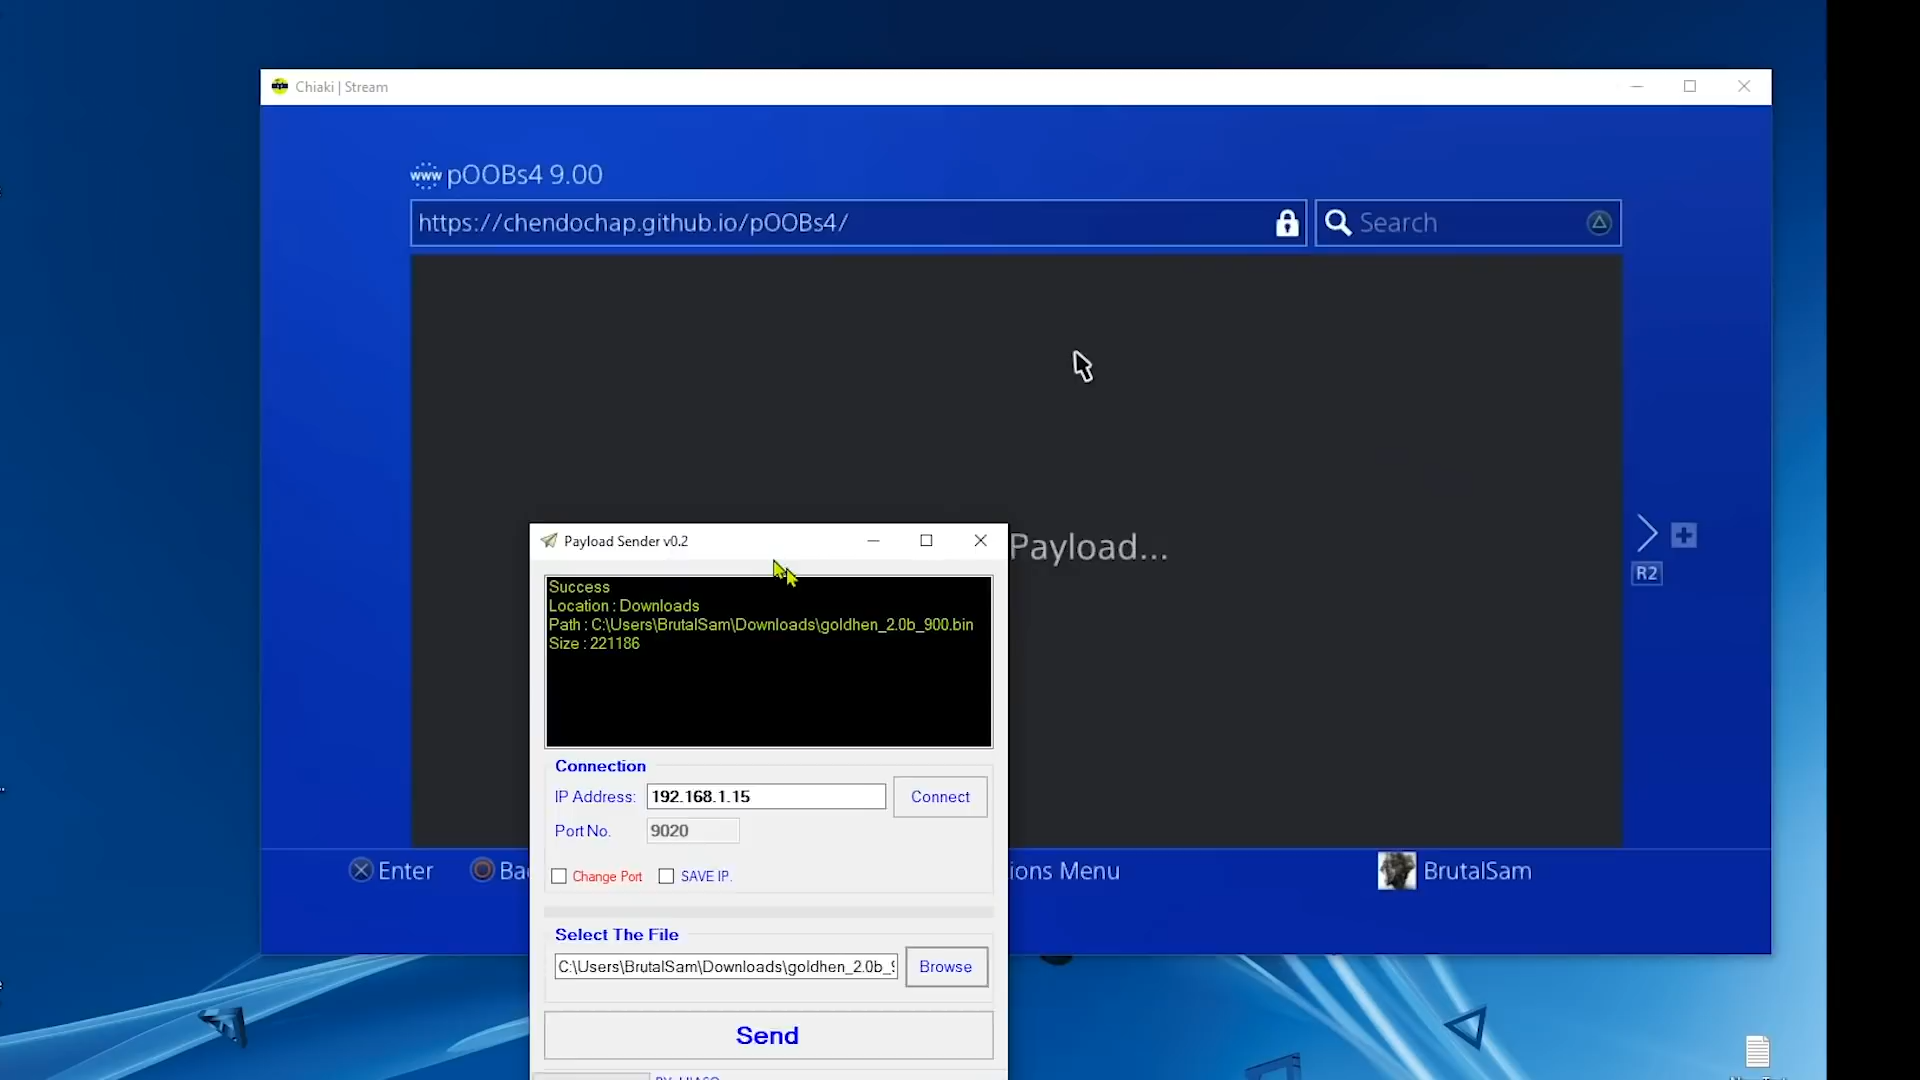 Chiaki | Stream
www pOOBs4 9.00
https://chendochap.github.io/pOOBs4/
Search
Payload...
R2
Payload Sender v0.2
Success
Location : Downloads
Path : C:\Users\BrutalSam\Downloads\goldhen_2.0b_900.bin
Size : 221186
Connection
IP Address: 192.168.1.15 Connect
Port No. 9020
Change Port SAVE IP.
Select The File
C:\Users\BrutalSam\Downloads\goldhen_2.0b_9 Browse
Send
Enter Ba ions Menu BrutalSam